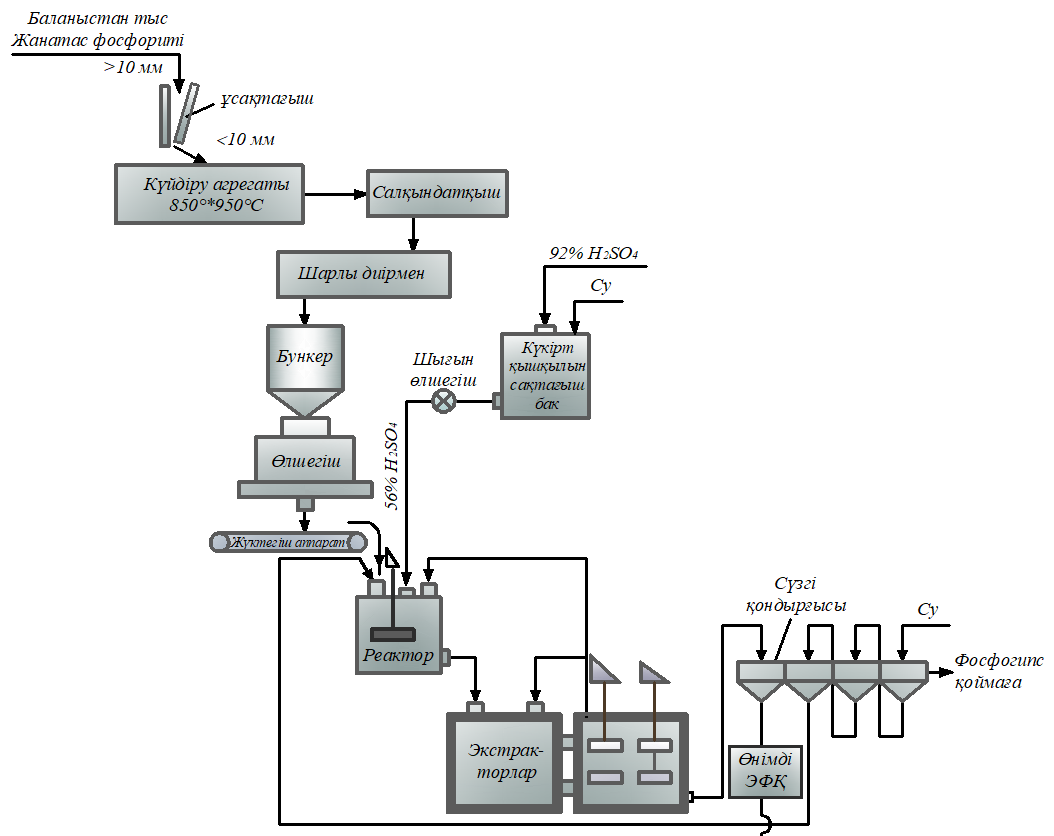 Баланыстан тыс
Жанатас фосфориті
>10 мм
ұсақтағыш
<10 мм
Күйдіру агрегаты
850°*950°С
Салқындатқыш
Шарлы диірмен
92% H₂SO₄
Су
Бункер
Күкірт
қышқылын
сақтағыш
бак
Шығын
өлшегіш
56% H₂SO₄
Өлшегіш
Жүктегіш аппарат
Реактор
Сүзгі
қондырғысы
Су
Фосфогипс
қоймаға
Экстрак-
торлар
Өнімді
ЭФҚ